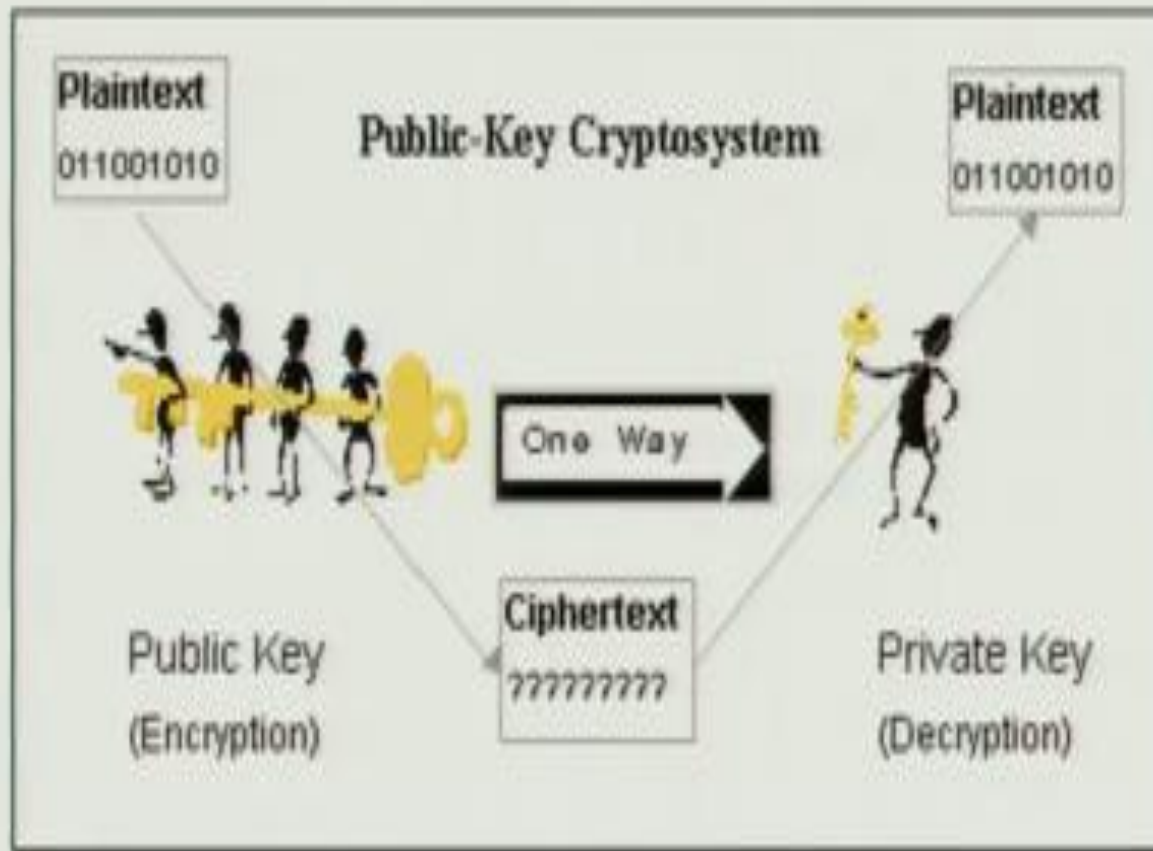 Plaintext
011001010
Public-Key Cryptosystem
Plaintext
011001010
One Way
Ciphertext
?????????
Public Key
(Encryption)
Private Key
(Decryption)